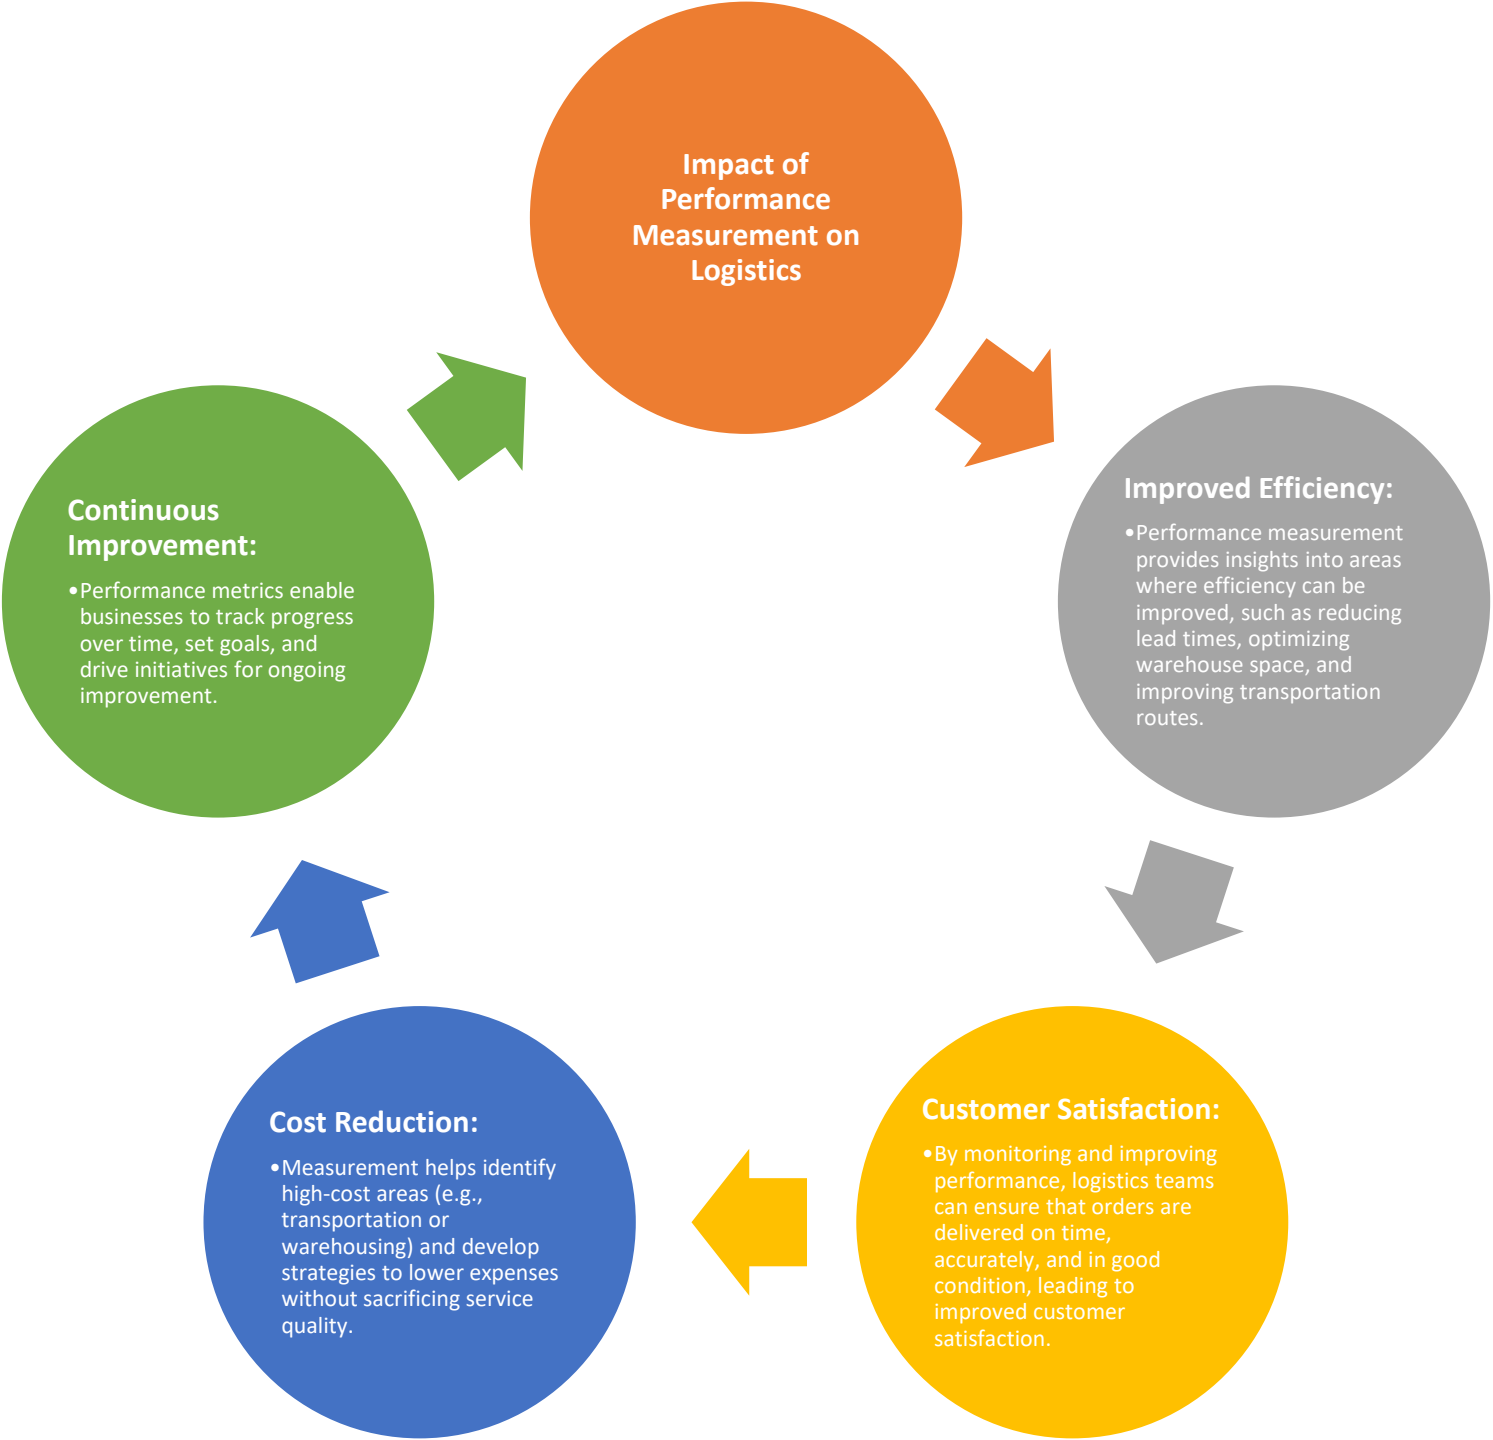 Impact of
Performance
Measurement on
Logistics
Improved Efficiency:
•Performance measurement
provides insights into areas
where efficiency can be
improved, such as reducing
lead times, optimizing
warehouse space, and
improving transportation
routes.
Customer Satisfaction:
•By monitoring and improving
performance, logistics teams
can ensure that orders are
delivered on time,
accurately, and in good
condition, leading to
improved customer
satisfaction.
Cost Reduction:
•Measurement helps identify
high-cost areas (e.g.,
transportation or
warehousing) and develop
strategies to lower expenses
without sacrificing service
quality.
Continuous
Improvement:
•Performance metrics enable
businesses to track progress
over time, set goals, and
drive initiatives for ongoing
improvement.